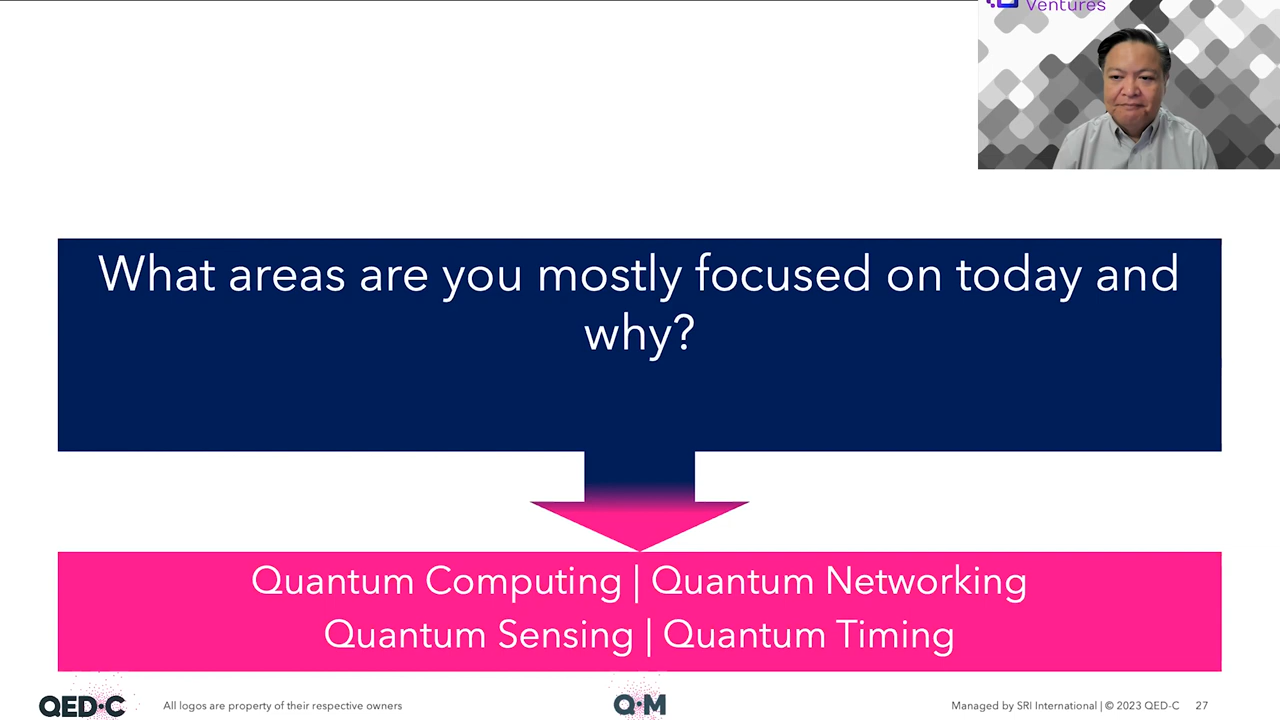 Ventures
What areas are you mostly focused on today and
why?
Quantum Computing | Quantum Networking
Quantum Sensing | Quantum Timing
QED·C
All logos are property of their respective owners
Q·M
Managed by SRI International | © 2023 QED-C 27